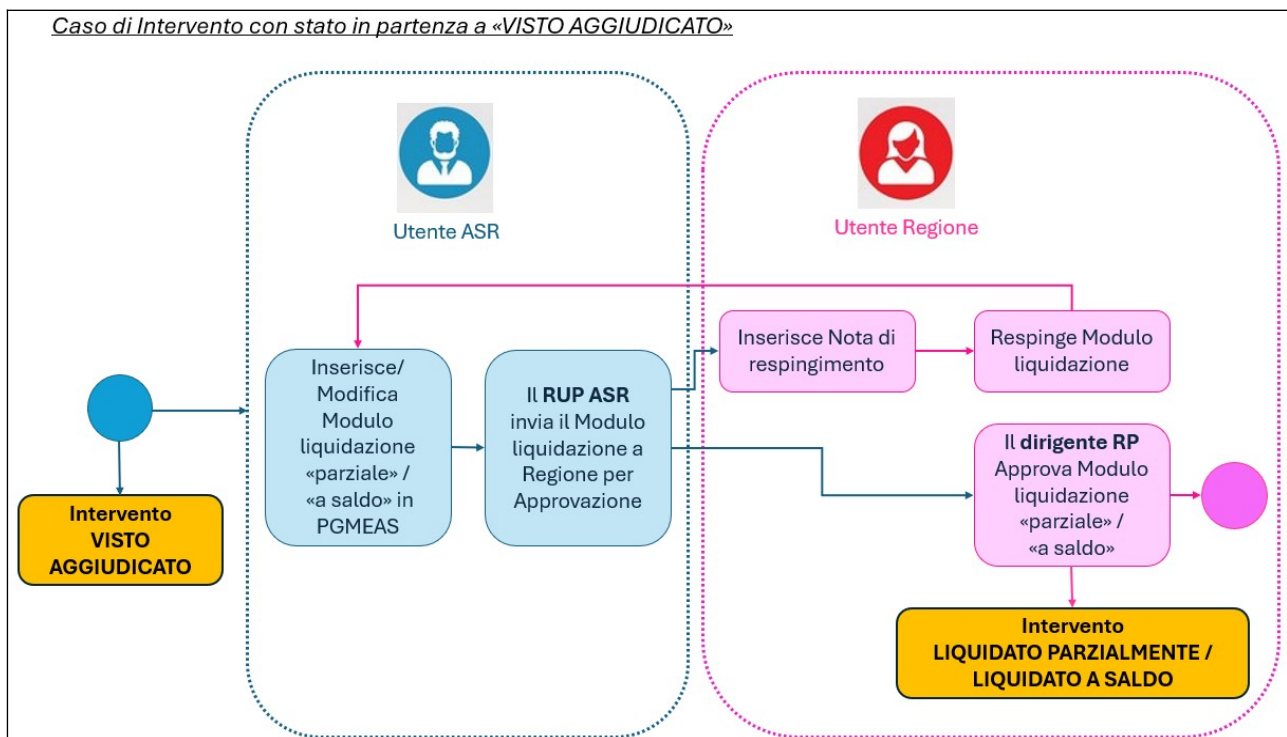 Caso di Intervento con stato in partenza a «VISTO AGGIUDICATO»
Utente ASR
Utente Regione
Inserisce/
Modifica
Modulo
liquidazione
«parziale» /
«a saldo» in
PGMEAS
Il RUP ASR
invia il Modulo
liquidazione a
Regione per
Approvazione
Inserisce Nota di
respingimento
Respinge Modulo
liquidazione
Il dirigente RP
Approva Modulo
liquidazione
«parziale» /
«a saldo»
Intervento
VISTO
AGGIUDICATO
Intervento
LIQUIDATO PARZIALMENTE /
LIQUIDATO A SALDO